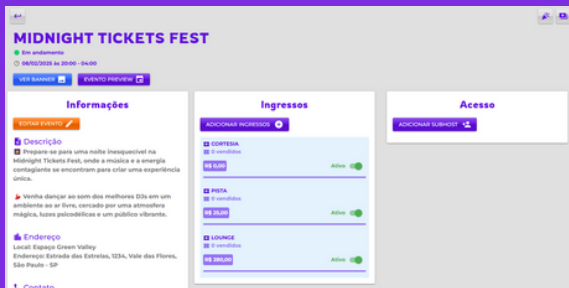 MIDNIGHT TICKETS FEST
Em andamento
08/02/2025 às 20:00 - 04:00
VER BANNER
EVENTO PREVIEW
Informações
EDITAR EVENTO
Descrição
Prepare-se para uma noite inesquecível na
Midnight Tickets Fest, onde a música e a energia
contagiante se encontram para criar uma experiência
única.
Venha dançar ao som dos melhores DJs em um
ambiente ao ar livre, cercado por uma atmosfera
mágica, luzes psicodélicas e um público vibrante.
Endereço
Local: Espaço Green Valley
Endereço: Estrada das Estrelas, 1234, Vale das Flores,
São Paulo - SP
Contato
Ingressos
ADICIONAR INGRESSOS
CORTESIA
0 vendidos
R$ 0,00
Ativo
PISTA
0 vendidos
R$ 25,00
Ativo
LOUNGE
0 vendidos
R$ 280,00
Ativo
Acesso
ADICIONAR SUBHOST